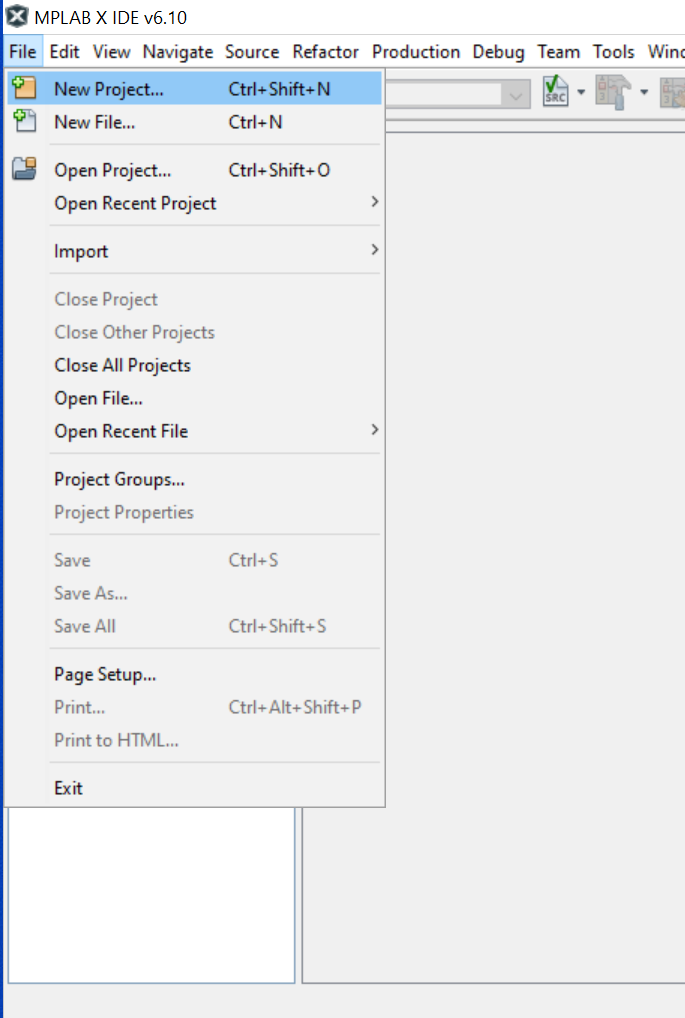 MPLAB X IDE v6.10
File Edit View Navigate Source Refactor Production Debug Team Tools Wind
New Project... Ctrl+Shift+N
New File... Ctrl+N
SRC
Open Project... Ctrl+Shift+O
Open Recent Project
Import
Close Project
Close Other Projects
Close All Projects
Open File...
Open Recent File
Project Groups...
Project Properties
Save Ctrl+S
Save As...
Save All Ctrl+Shift+S
Page Setup...
Print... Ctrl+Alt+Shift+P
Print to HTML...
Exit